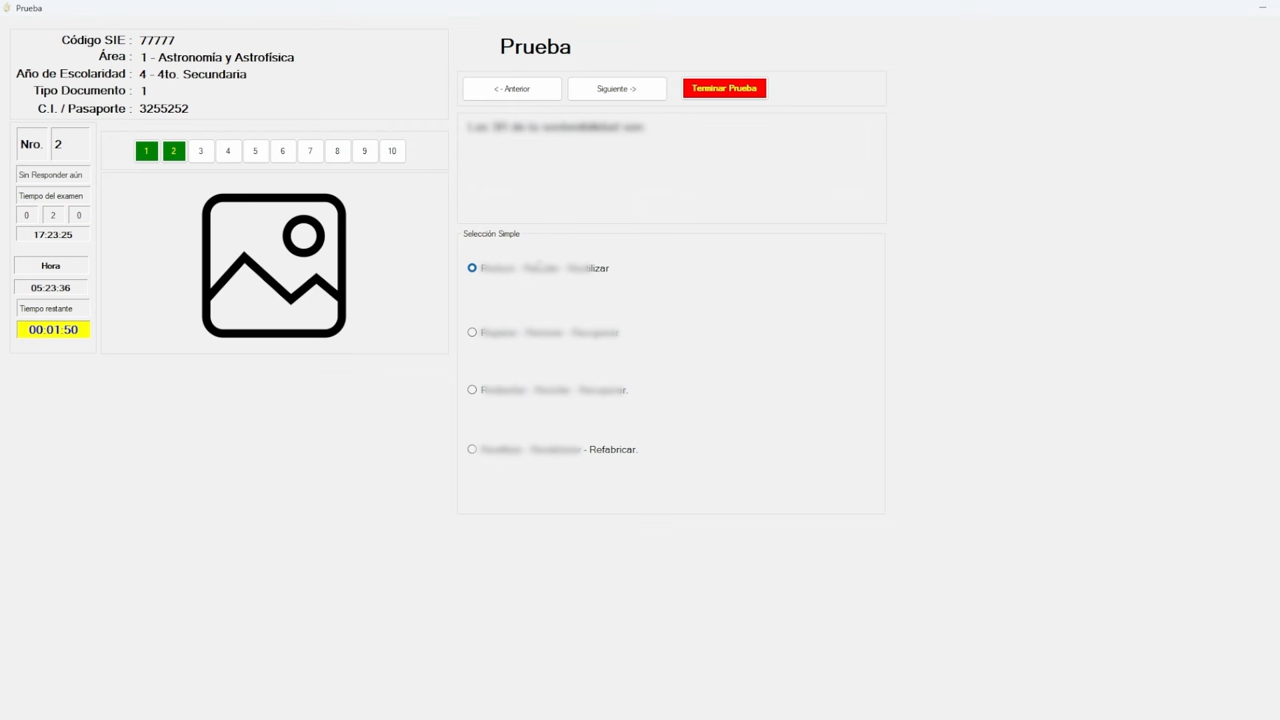 Prueba
Código SIE : 77777
Área : 1 - Astronomía y Astrofísica
Año de Escolaridad : 4 - 4to. Secundaria
Tipo Documento : 1
C.I. / Pasaporte : 3255252
Prueba
< - Anterior
Siguiente ->
Terminar Prueba
Nro. 2
1 2 3 4 5 6 7 8 9 10
Sin Responder aún
Tiempo del examen
0 2 0
17:23:25
Hora
05:23:36
Tiempo restante
00:01:50
Selección Simple
- Refabricar.